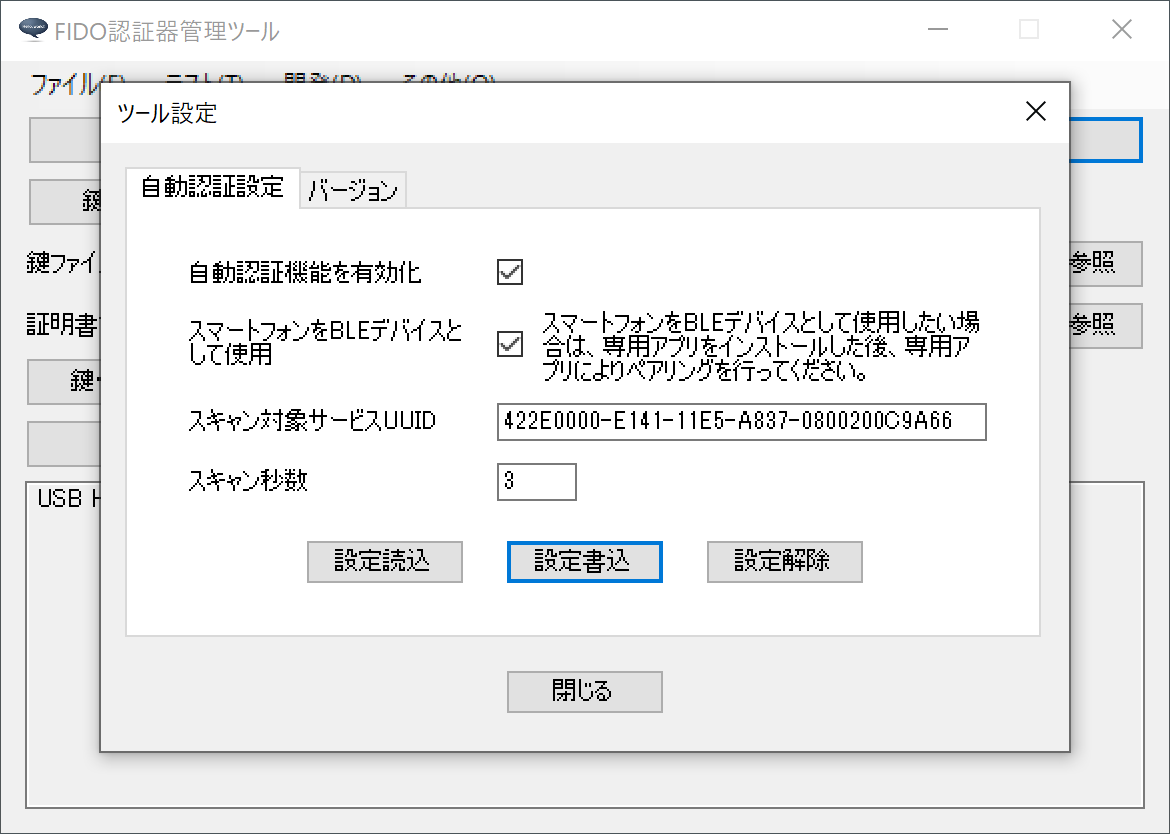 FIDO認証器管理ツール
ファイル(F) テスト(T) 開発(D) その他(O)
ツール設定
自動認証設定 バージョン
自動認証機能を有効化
スマートフォンをBLEデバイスと
して使用
スマートフォンをBLEデバイスとして使用したい場
合は、専用アプリをインストールした後、専用ア
プリによりペアリングを行ってください。
スキャン対象サービスUUID
422E0000-E141-11E5-A837-0800200C9A66
スキャン秒数
3
設定読込 設定書込 設定解除
閉じる
鍵
鍵ファイ
参照
証明書
参照
鍵・
USB H